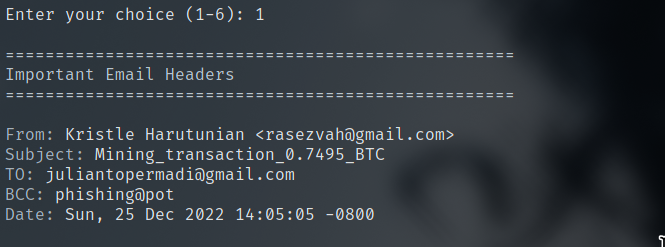 Enter your choice (1-6): 1
====================================================
Important Email Headers
====================================================
From: Kristle Harutunian <rasezvah@gmail.com>
Subject: Mining_transaction_0.7495_BTC
TO: juliantopermadi@gmail.com
BCC: phishing@pot
Date: Sun, 25 Dec 2022 14:05:05 -0800